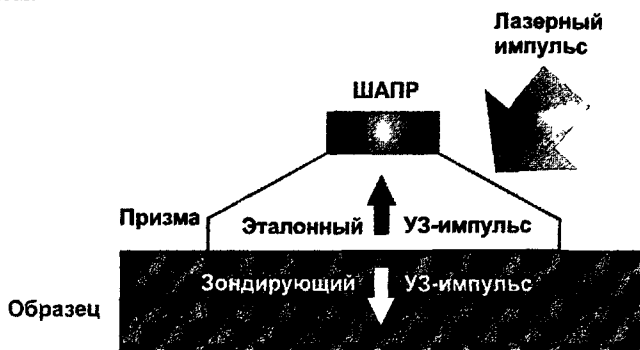 Лазерный
импульс
ШАПР
Призма
Эталонный УЗ-импульс
Зондирующий УЗ-импульс
Образец